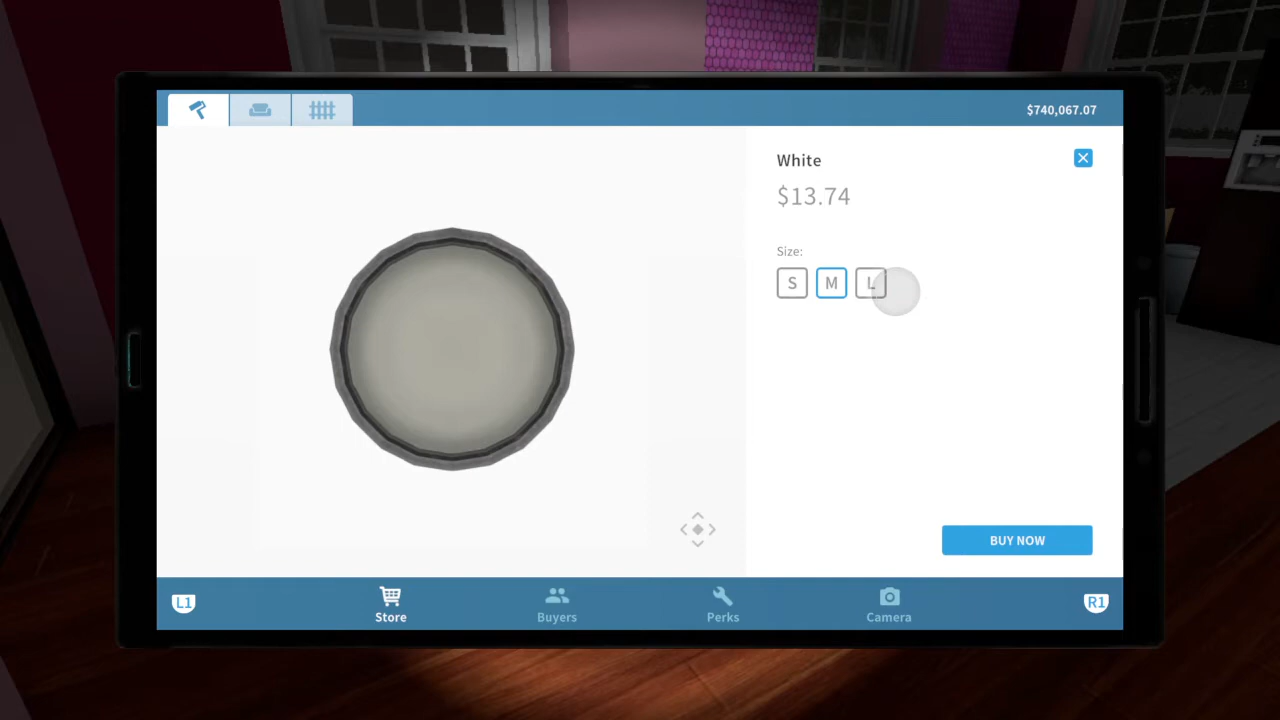 $740,067.07
White
$13.74
Size:
S M L
BUY NOW
L1
Store
Buyers
Perks
Camera
R1